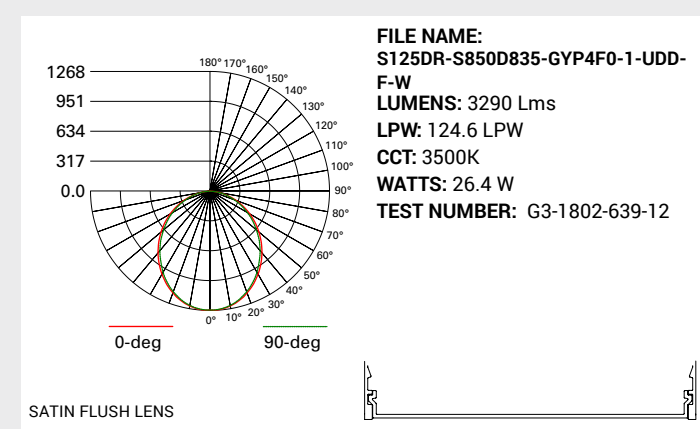 FILE NAME:
S125DR-S850D835-GYP4F0-1-UDD-
F-W
LUMENS: 3290 Lms
LPW: 124.6 LPW
CCT: 3500K
WATTS: 26.4 W
TEST NUMBER: G3-1802-639-12
1268
951
634
317
0.0
180°
170°
160°
150°
140°
130°
120°
110°
100°
90°
80°
70°
60°
50°
40°
30°
20°
10°
0°
0-deg
90-deg
SATIN FLUSH LENS